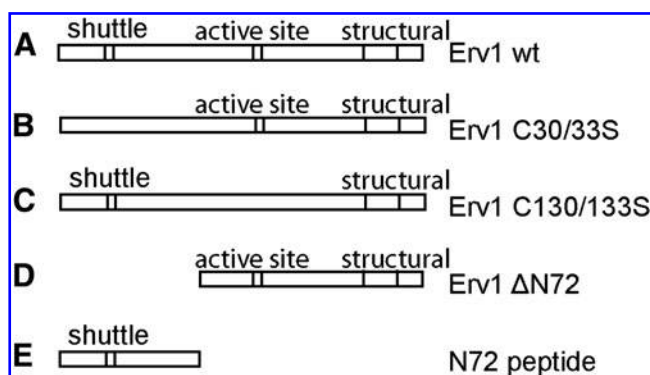 shuttle active site structural
A Erv1 wt
active site structural
B Erv1 C30/33S
shuttle structural
C Erv1 C130/133S
active site structural
D Erv1 ΔN72
shuttle
E N72 peptide